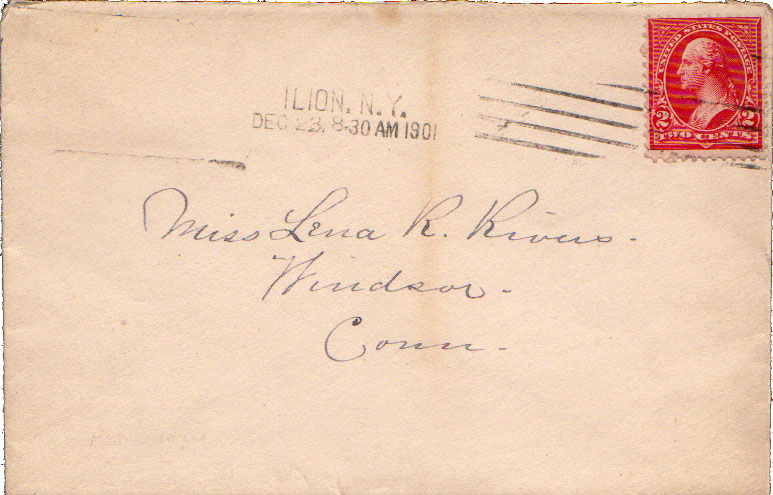 ILION. N.Y.
DEC 23. 8-30 AM 1901
UNITED STATES POSTAGE
2 2
TWO CENTS
Miss Lena R. Rivers.
Windsor.
Conn.